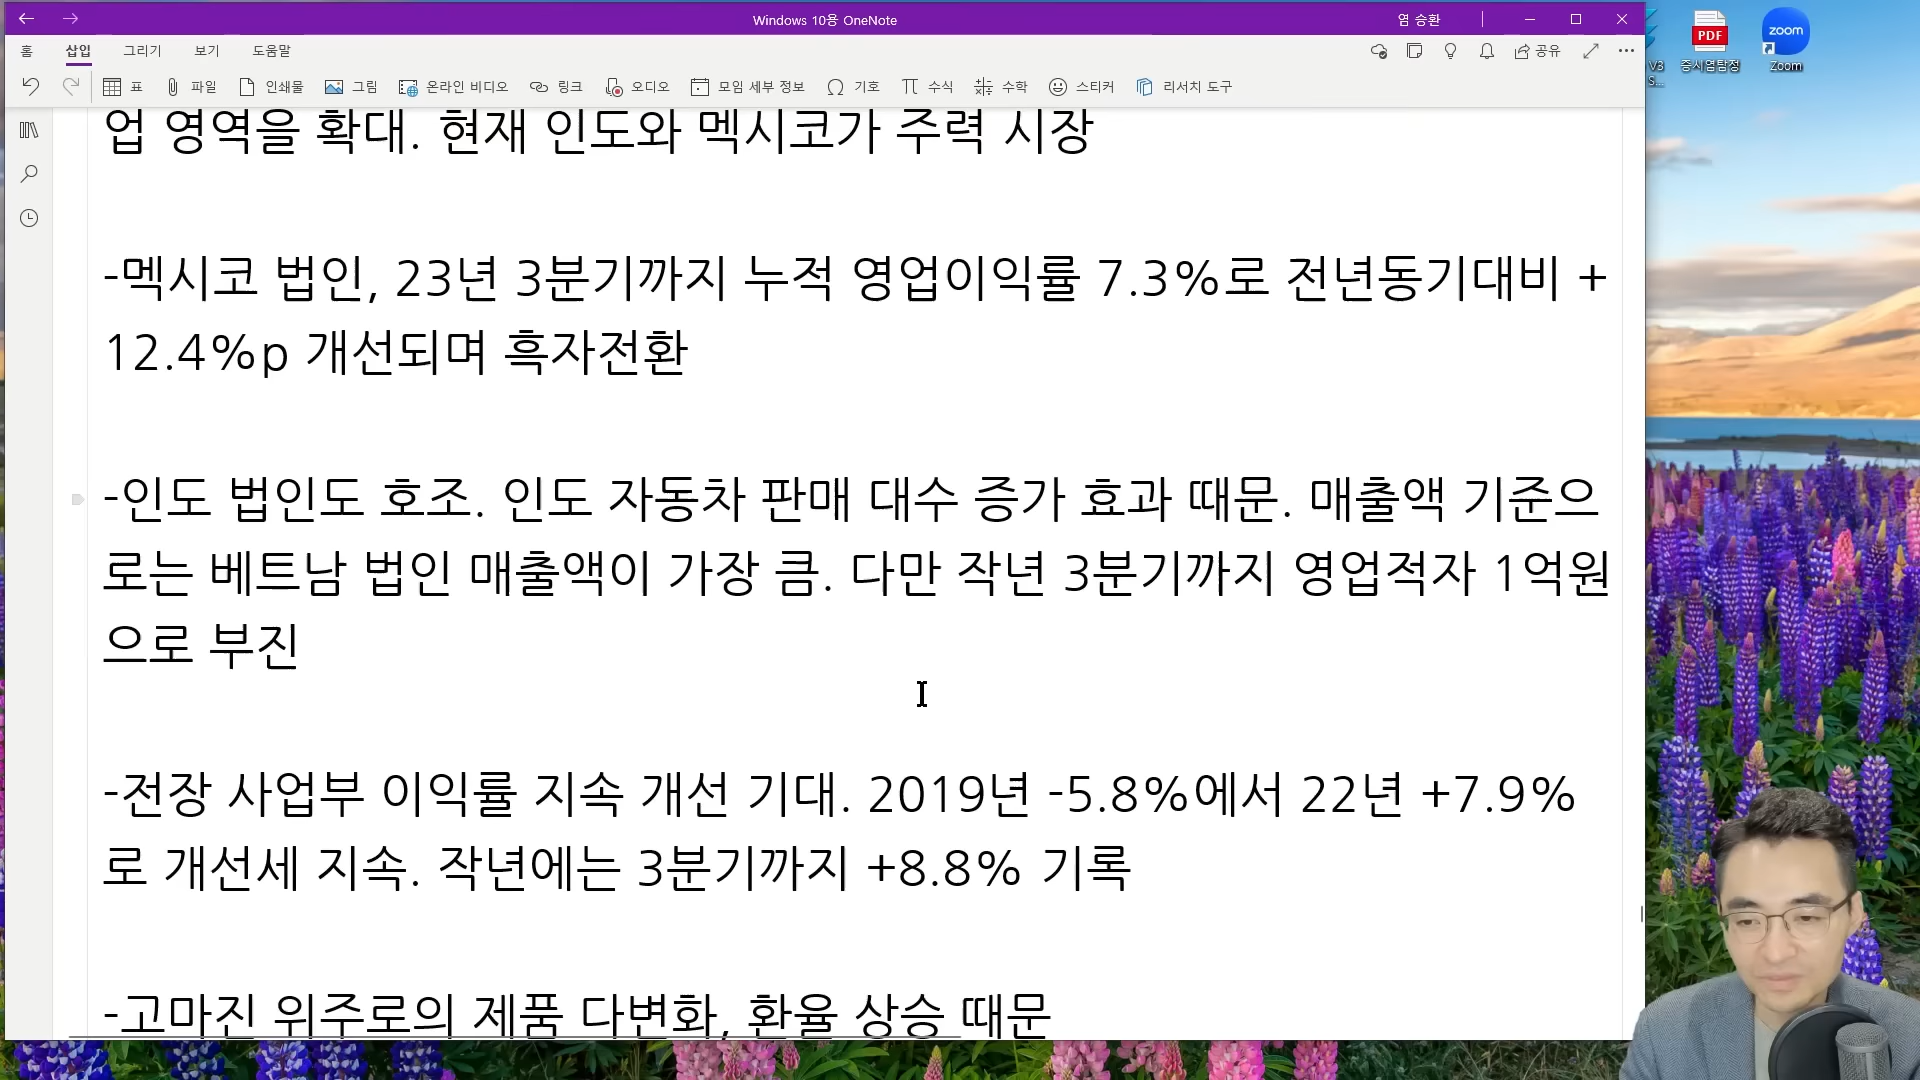 Windows 10용 OneNote
염 승환
홈 삽입 그리기 보기 도움말
공유
표 파일 인쇄물 그림 온라인 비디오 링크 오디오 모임 세부 정보 기호 수식 수학 스티커 리서치 도구
V3
S...
PDF
증시염탐정
zoom
Zoom
업 영역을 확대. 현재 인도와 멕시코가 주력 시장
-멕시코 법인, 23년 3분기까지 누적 영업이익률 7.3%로 전년동기대비 +
12.4%p 개선되며 흑자전환
-인도 법인도 호조. 인도 자동차 판매 대수 증가 효과 때문. 매출액 기준으
로는 베트남 법인 매출액이 가장 큼. 다만 작년 3분기까지 영업적자 1억원
으로 부진
-전장 사업부 이익률 지속 개선 기대. 2019년 -5.8%에서 22년 +7.9%
로 개선세 지속. 작년에는 3분기까지 +8.8% 기록
-고마진 위주로의 제품 다변화, 환율 상승 때문